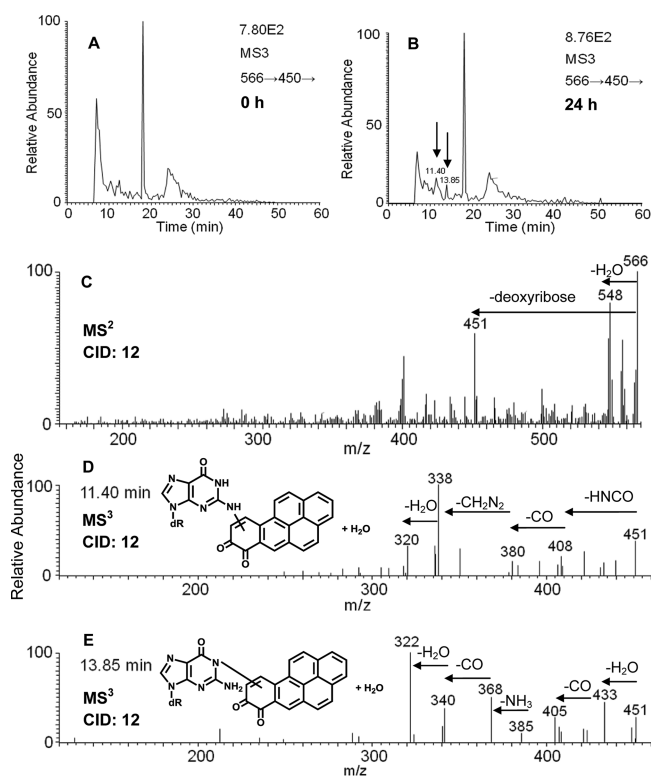 A
7.80E2
MS3
566→450→
0 h
Relative Abundance
100
50
0
0 10 20 30 40 50 60
Time (min)
B
8.76E2
MS3
566→450→
24 h
Relative Abundance
100
50
0
11.40
13.85
0 10 20 30 40 50 60
Time (min)
C
MS2
CID: 12
100
0
-H2O
566
548
-deoxyribose
451
200 300 400 500
m/z
D
11.40 min
MS3
CID: 12
Relative Abundance
100
50
0
O
N
NH
N
N
NH
dR
O
O
+ H2O
338
-H2O
-CH2N2
-HNCO
-CO
320
380
408
451
200 400
m/z
E
13.85 min
MS3
CID: 12
100
50
0
O
N
N
N
N
NH2
dR
O
O
+ H2O
322
-H2O
-CO
-H2O
340
368
-NH3
-CO
433
385
405
451
200 300 400
m/z